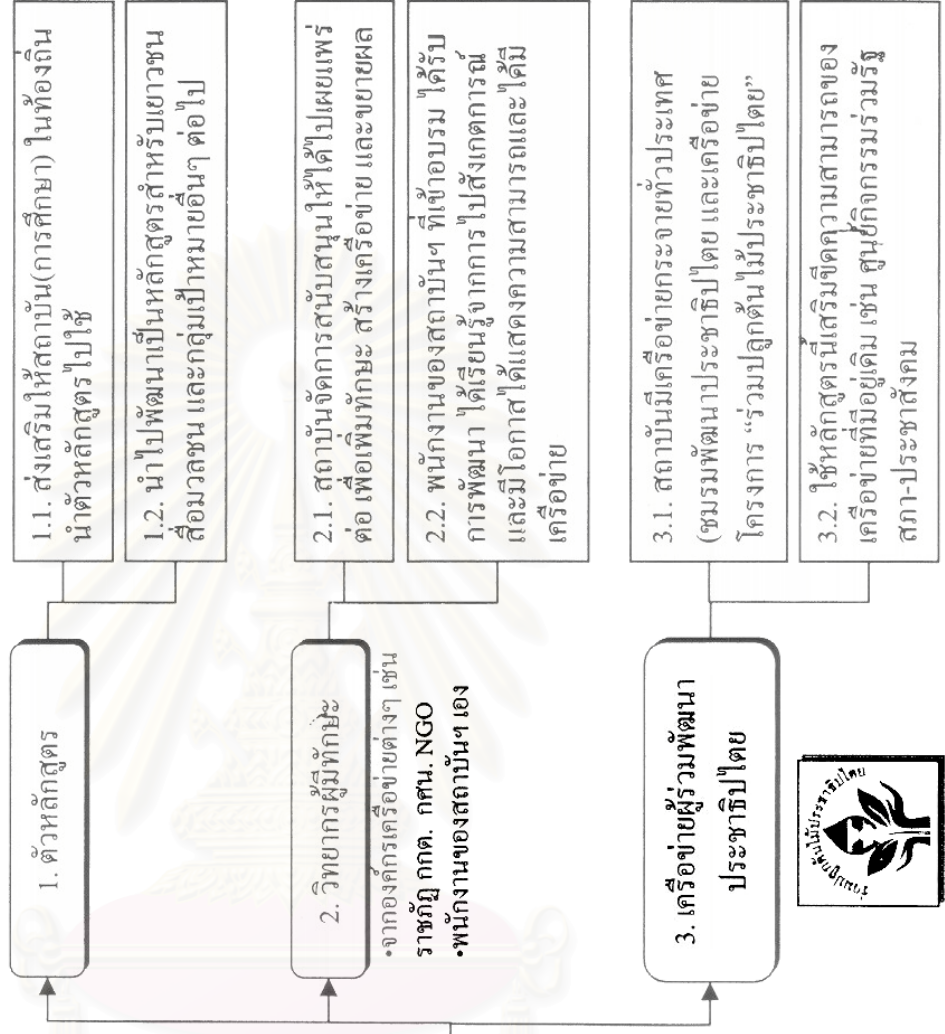 1. ตัวหลักสูตร
1.1. ส่งเสริมให้สถาบัน(การศึกษา) ในท้องถิ่น
นำตัวหลักสูตรไปใช้
1.2. นำไปพัฒนาเป็นหลักสูตรสำหรับเยาวชน
สื่อมวลชน และกลุ่มเป้าหมายอื่นๆ ต่อไป
2. วิทยากรผู้มีทักษะ
•จากองค์กรเครือข่ายต่างๆ เช่น
ราชภัฏ กกต. กศน. NGO
•พนักงานของสถาบันฯ เอง
2.1. สถาบันจัดการสนับสนุนให้ได้ไปเผยแพร่
ต่อ เพื่อเพิ่มทักษะ สร้างเครือข่าย และขยายผล
2.2. พนักงานของสถาบันฯ ที่เข้าอบรม ได้รับ
การพัฒนา ได้เรียนรู้จากการไปสังเกตการณ์
และมีโอกาสได้แสดงความสามารถและได้มี
เครือข่าย
3. เครือข่ายผู้ร่วมพัฒนา
ประชาธิปไตย
3.1. สถาบันมีเครือข่ายกระจายทั่วประเทศ
(ชมรมพัฒนาประชาธิปไตย และเครือข่าย
โครงการ “ร่วมปลูกต้นไม้ประชาธิปไตย”
3.2. ใช้หลักสูตรนี้เสริมขีดความสามารถของ
เครือข่ายที่มีอยู่เดิม เช่น ศูนย์กิจกรรมร่วมรัฐ
สภา-ประชาสังคม
ร่วมปลูกต้นไม้ประชาธิปไตย